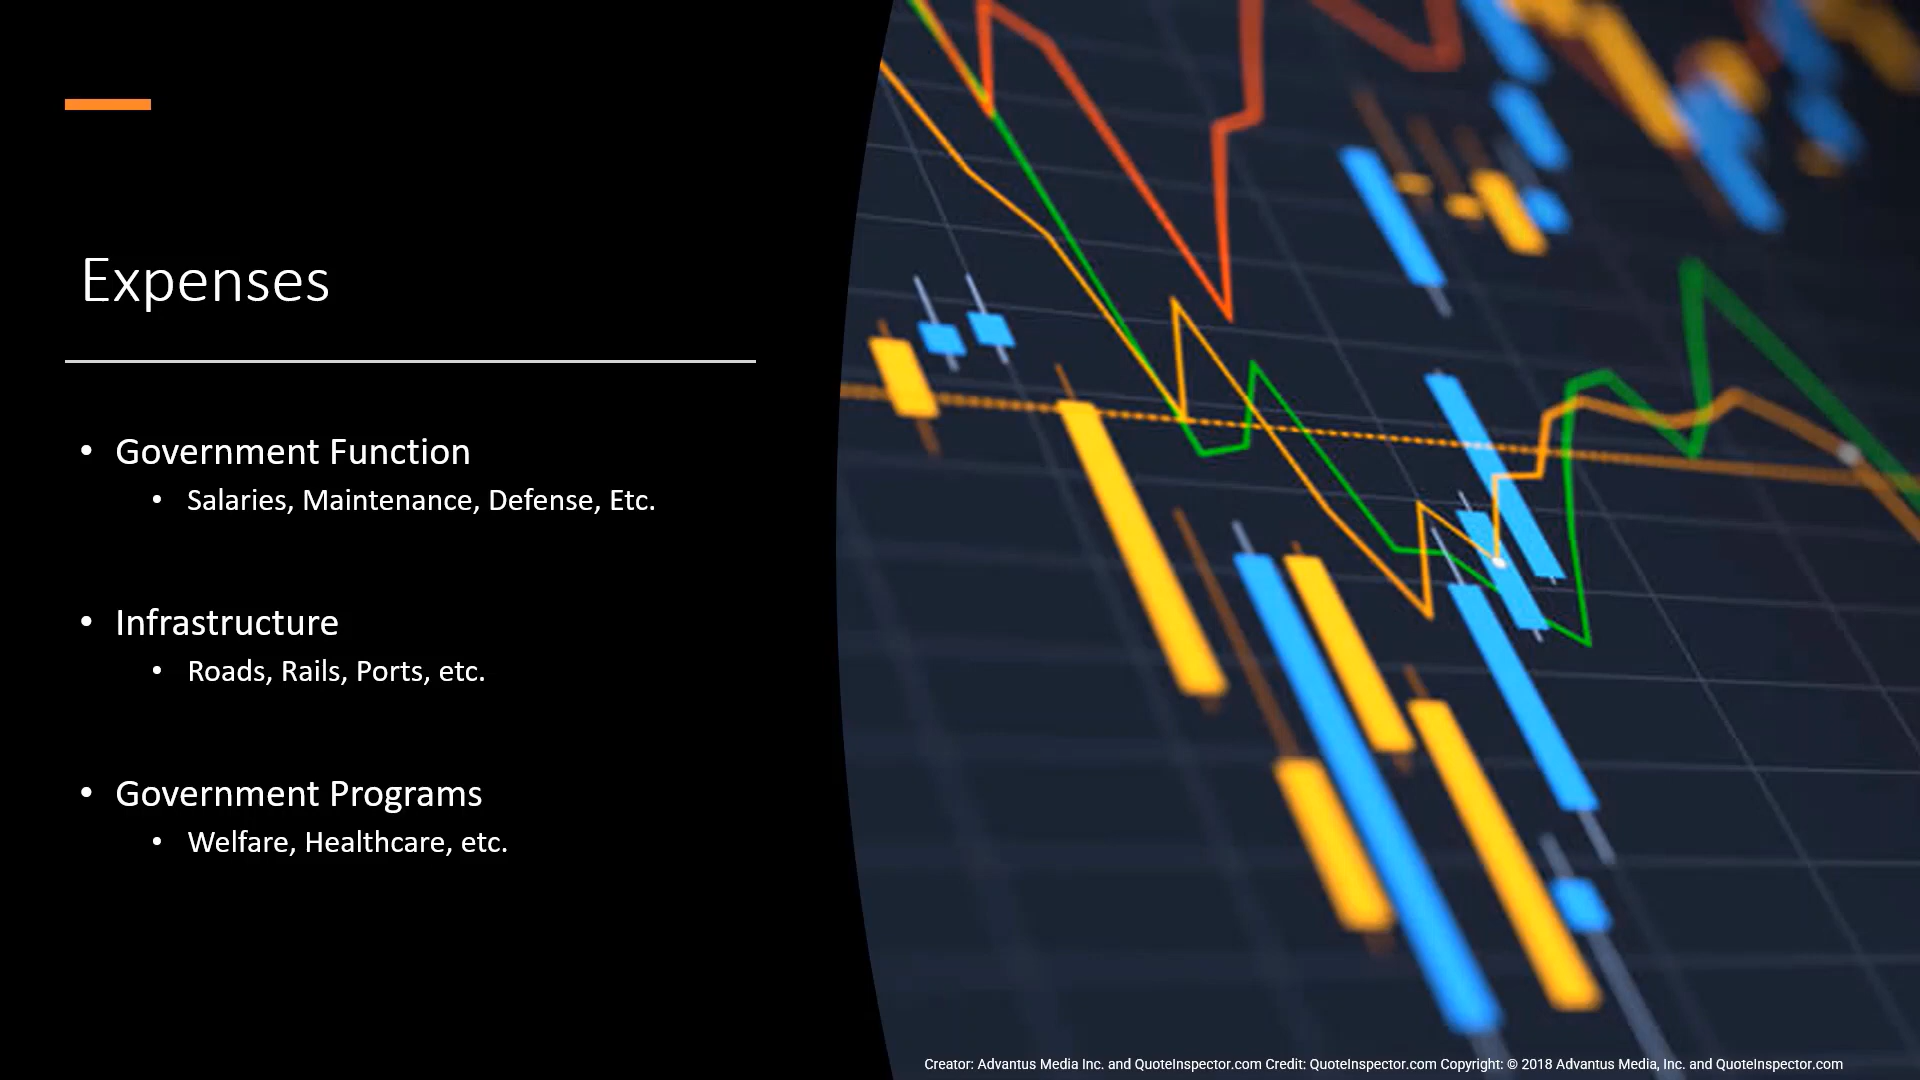 Expenses
• Government Function
• Salaries, Maintenance, Defense, Etc.
• Infrastructure
• Roads, Rails, Ports, etc.
• Government Programs
• Welfare, Healthcare, etc.
Creator: Advantus Media Inc. and QuoteInspector.com Credit: QuoteInspector.com Copyright: © 2018 Advantus Media, Inc. and QuoteInspector.com